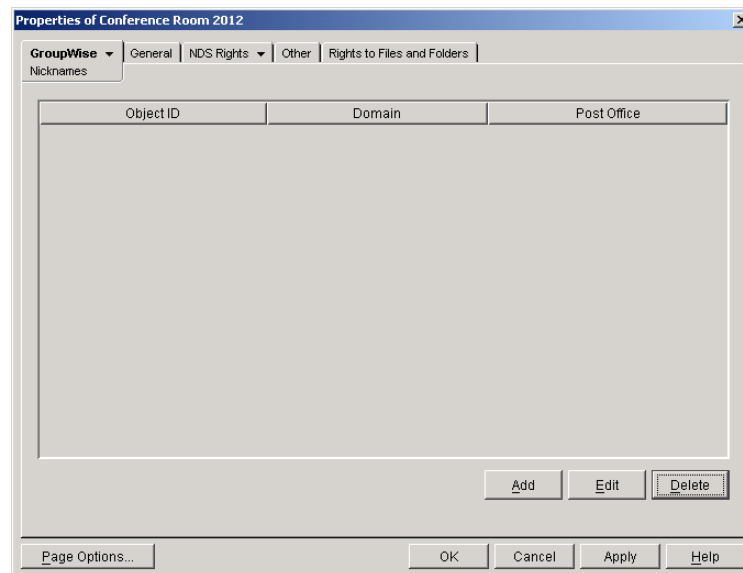 Properties of Conference Room 2012
GroupWise General NDS Rights Other Rights to Files and Folders
Nicknames
Object ID Domain Post Office
Add Edit Delete
Page Options... OK Cancel Apply Help